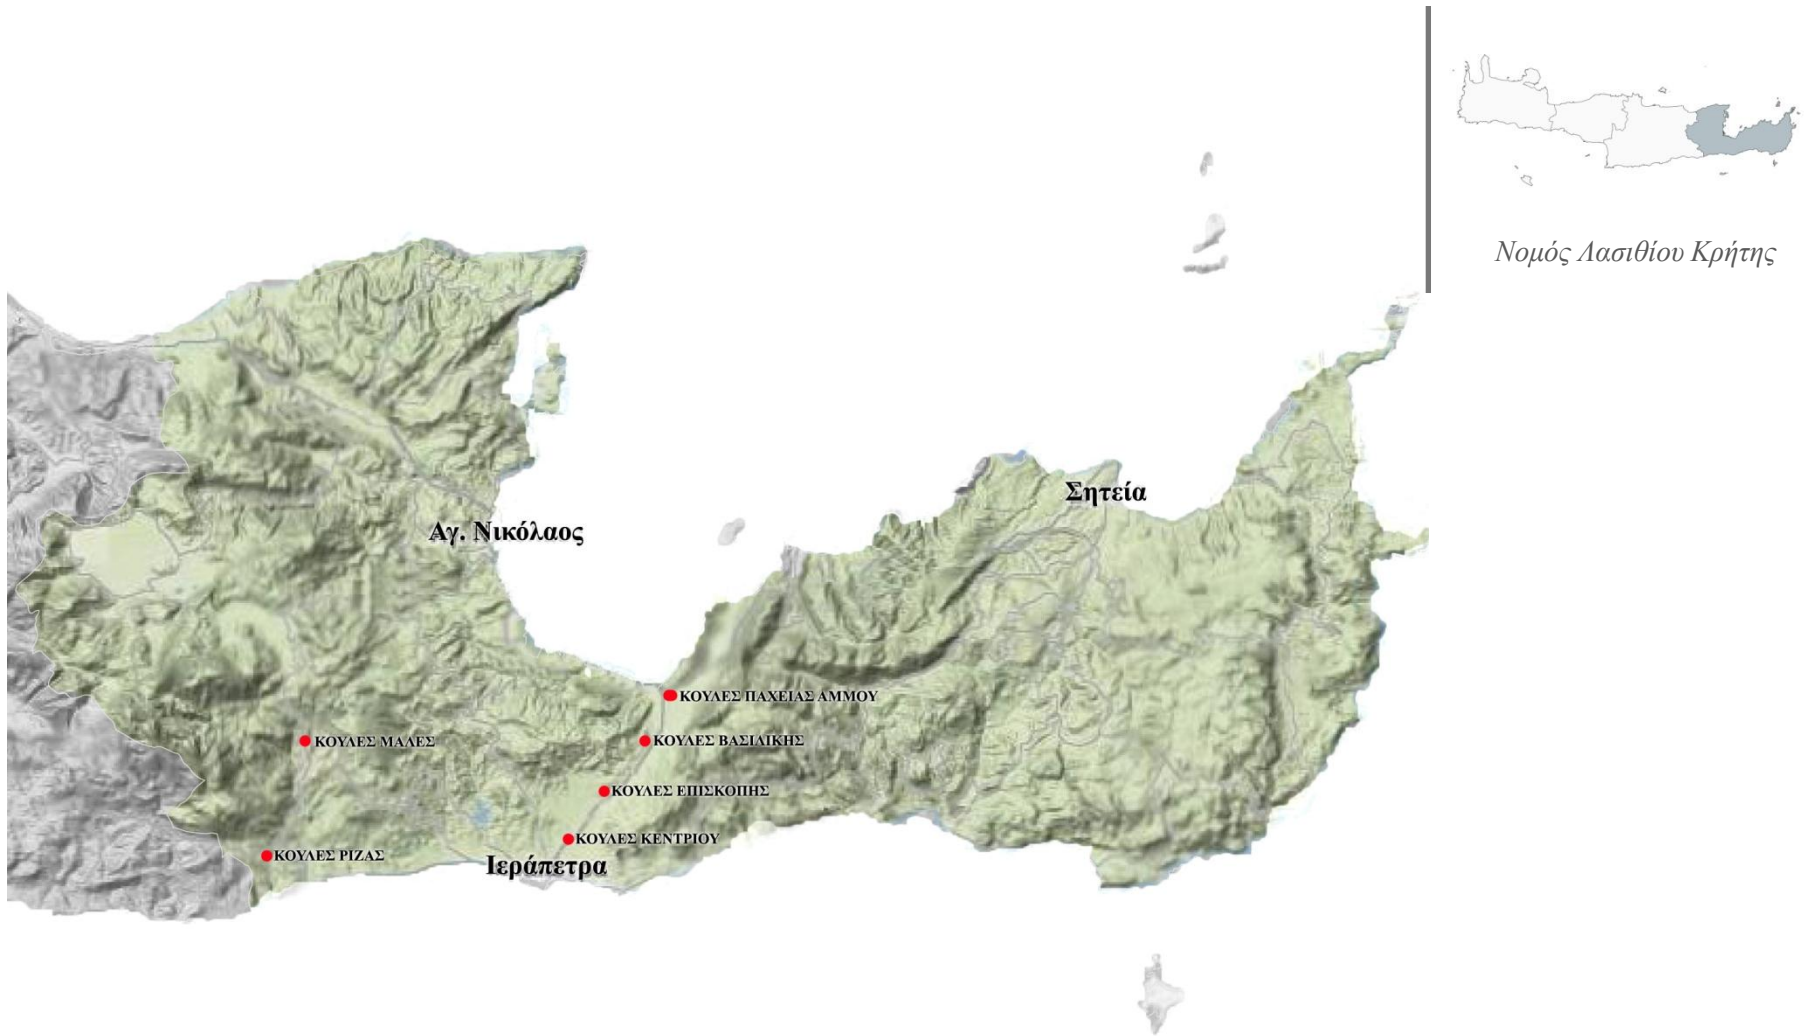 Νομός Λασιθίου Κρήτης
Σητεία
Αγ. Νικόλαος
ΚΟΥΛΕΣ ΠΑΧΕΙΑΣ ΑΜΜΟΥ
ΚΟΥΛΕΣ ΜΑΛΕΣ
ΚΟΥΛΕΣ ΒΑΣΙΛΙΚΗΣ
ΚΟΥΛΕΣ ΕΠΙΣΚΟΠΗΣ
ΚΟΥΛΕΣ ΚΕΝΤΡΙΟΥ
ΚΟΥΛΕΣ ΡΙΖΑΣ
Ιεράπετρα